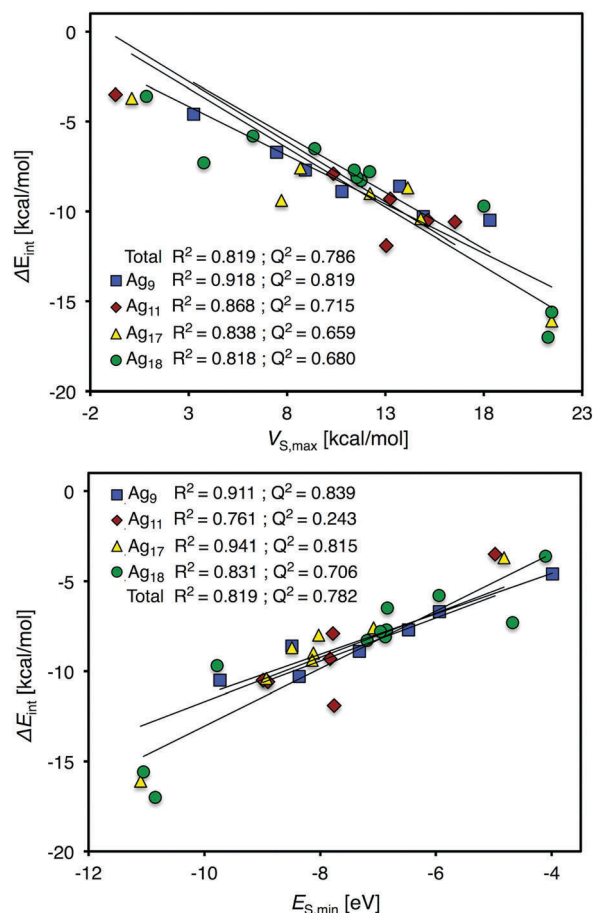 0
-5
-10
-15
-20
ΔE_int [kcal/mol]
Total R² = 0.819 ; Q² = 0.786
Ag₉ R² = 0.918 ; Q² = 0.819
Ag₁₁ R² = 0.868 ; Q² = 0.715
Ag₁₇ R² = 0.838 ; Q² = 0.659
Ag₁₈ R² = 0.818 ; Q² = 0.680
-2 3 8 13 18 23
V_S,max [kcal/mol]
0
-5
-10
-15
-20
ΔE_int [kcal/mol]
Ag₉ R² = 0.911 ; Q² = 0.839
Ag₁₁ R² = 0.761 ; Q² = 0.243
Ag₁₇ R² = 0.941 ; Q² = 0.815
Ag₁₈ R² = 0.831 ; Q² = 0.706
Total R² = 0.819 ; Q² = 0.782
-12 -10 -8 -6 -4
E_S,min [eV]